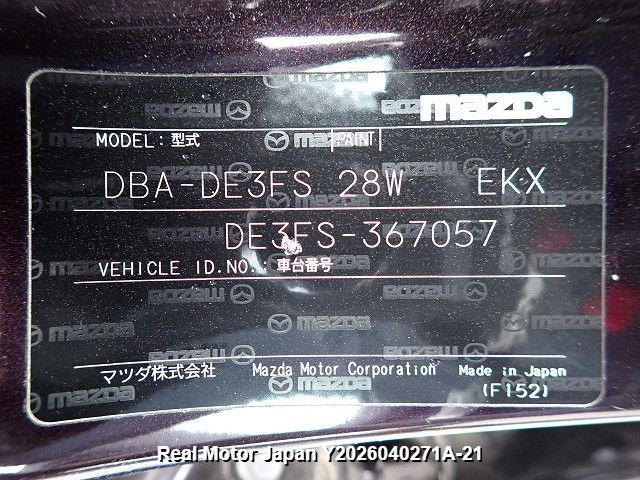 mazda
MODEL: 型式 PAINT
DBA-DE3FS 28W EK-X
DE3FS-367057
VEHICLE ID.NO.: 車台番号
マツダ株式会社 Mazda Motor Corporation Made in Japan
(F152)
Real Motor Japan Y2026040271A-21